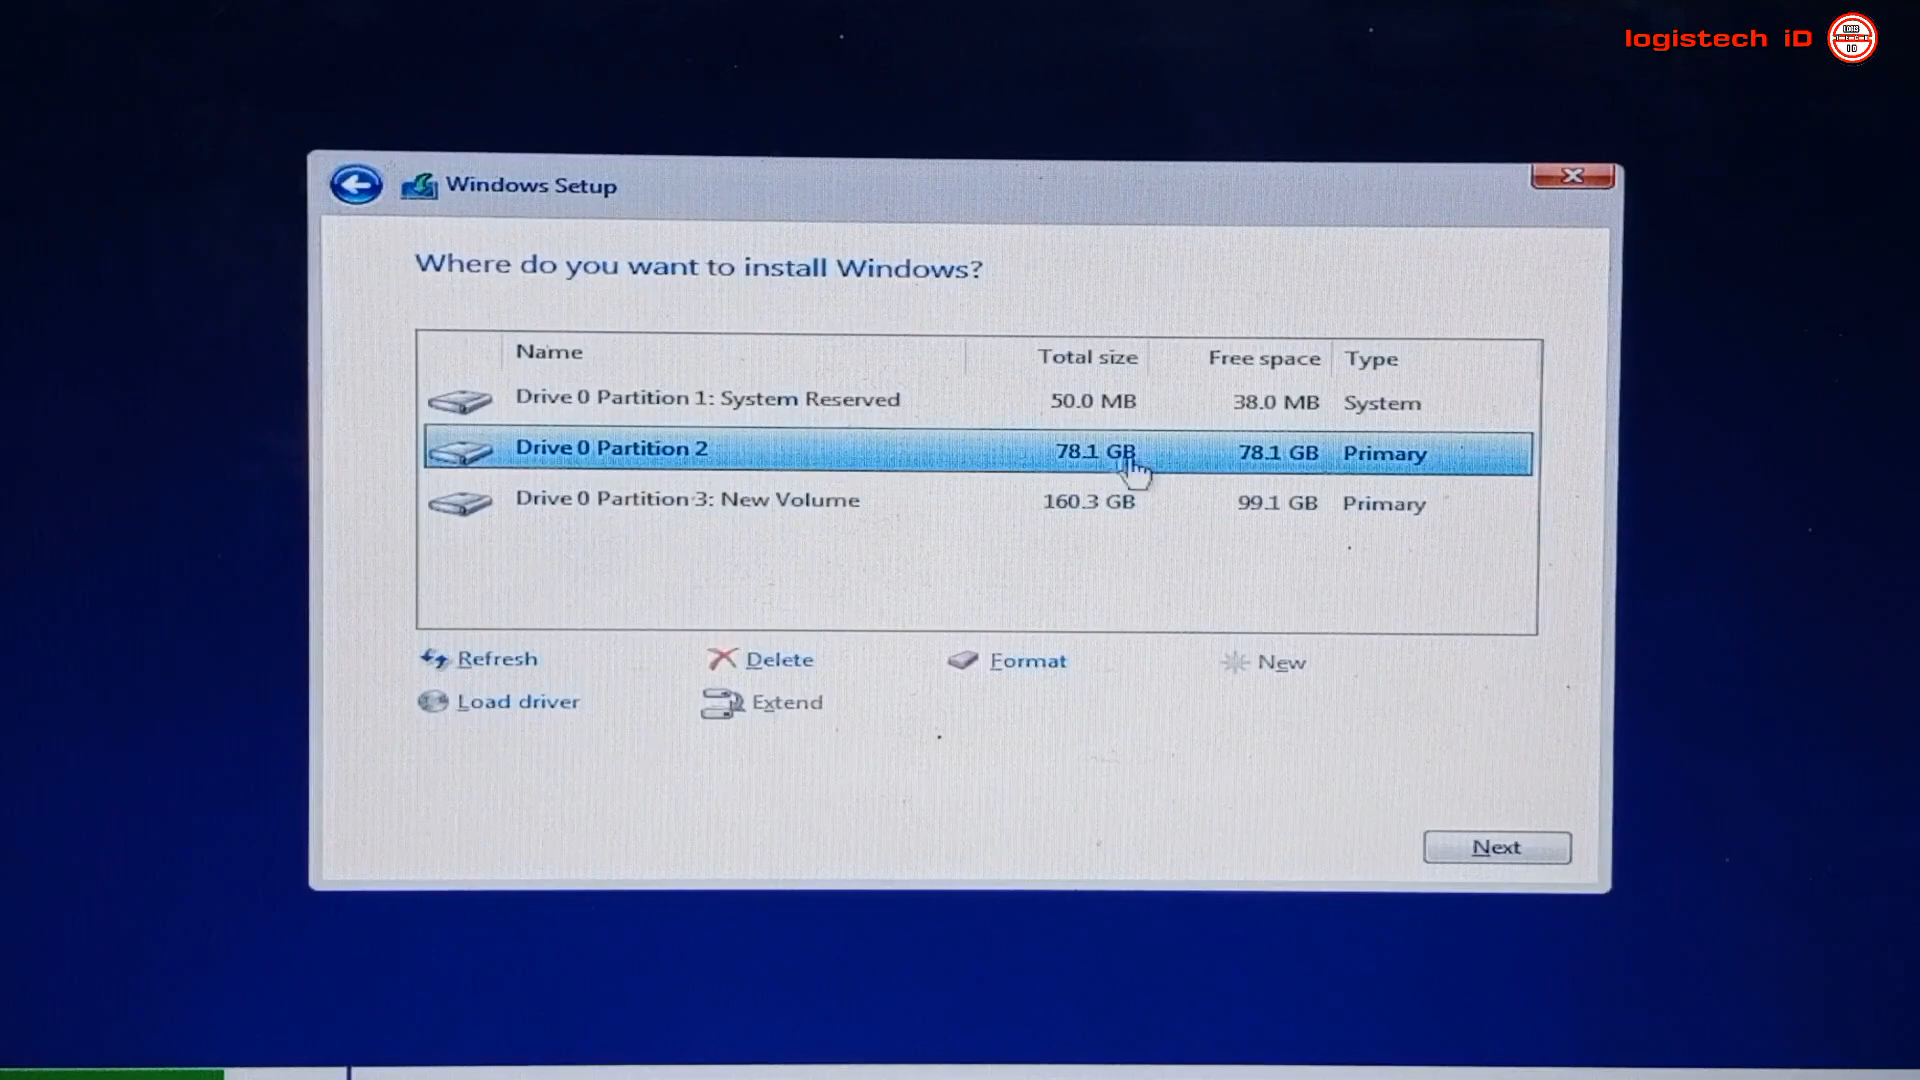 logistech iD
Windows Setup
Where do you want to install Windows?
Name Total size Free space Type
Drive 0 Partition 1: System Reserved 50.0 MB 38.0 MB System
Drive 0 Partition 2 78.1 GB 78.1 GB Primary
Drive 0 Partition 3: New Volume 160.3 GB 99.1 GB Primary
Refresh Delete Format New
Load driver Extend
Next